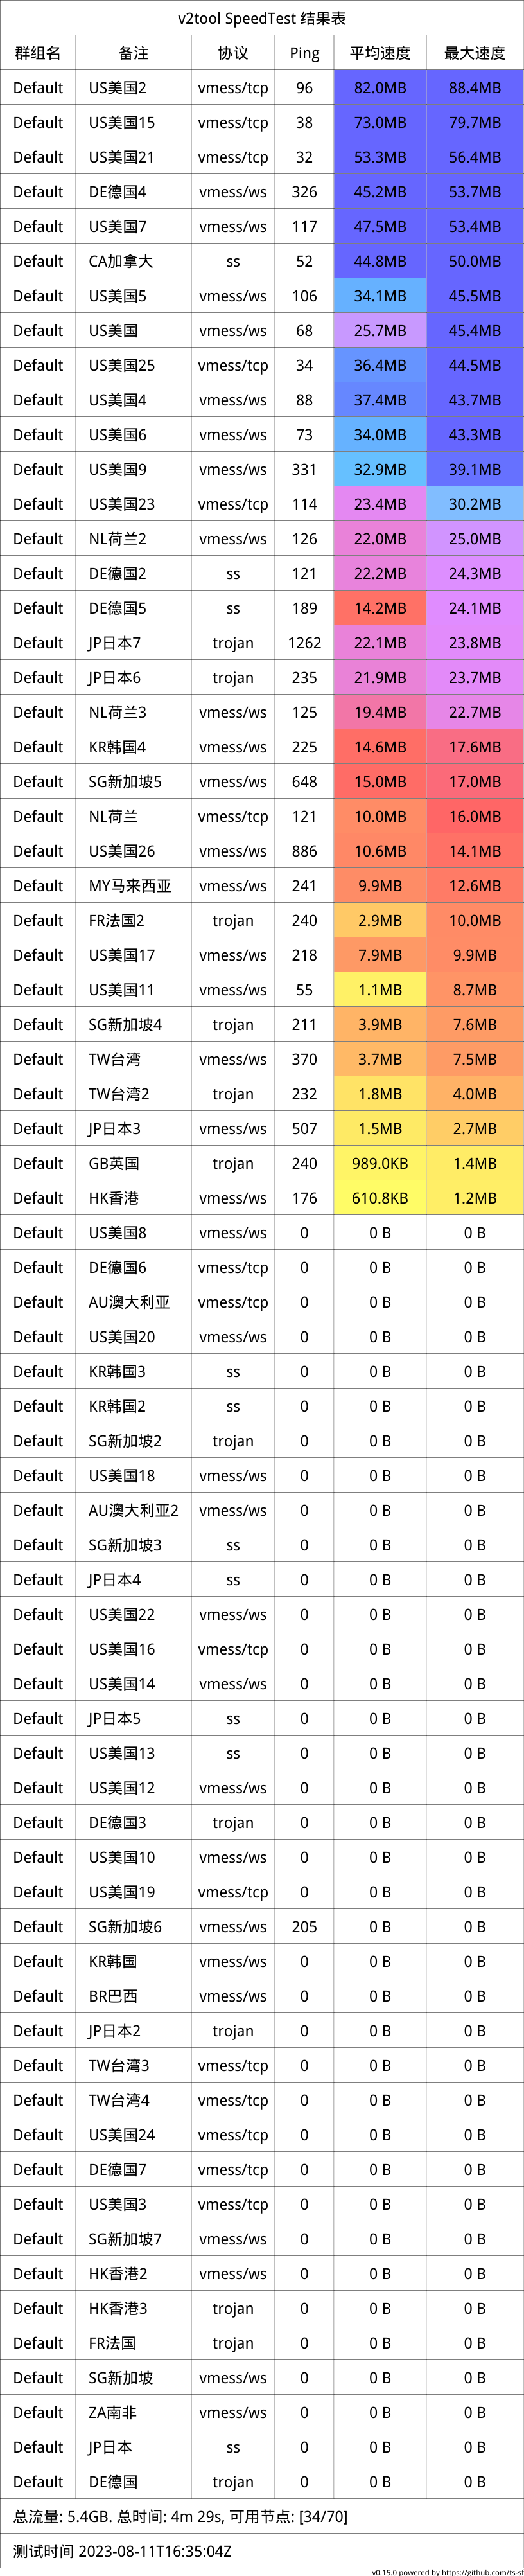 v2tool SpeedTest 结果表
群组名 备注 协议 Ping 平均速度 最大速度
Default US美国2 vmess/tcp 96 82.0MB 88.4MB
Default US美国15 vmess/tcp 38 73.0MB 79.7MB
Default US美国21 vmess/tcp 32 53.3MB 56.4MB
Default DE德国4 vmess/ws 326 45.2MB 53.7MB
Default US美国7 vmess/ws 117 47.5MB 53.4MB
Default CA加拿大 ss 52 44.8MB 50.0MB
Default US美国5 vmess/ws 106 34.1MB 45.5MB
Default US美国 vmess/ws 68 25.7MB 45.4MB
Default US美国25 vmess/tcp 34 36.4MB 44.5MB
Default US美国4 vmess/ws 88 37.4MB 43.7MB
Default US美国6 vmess/ws 73 34.0MB 43.3MB
Default US美国9 vmess/ws 331 32.9MB 39.1MB
Default US美国23 vmess/tcp 114 23.4MB 30.2MB
Default NL荷兰2 vmess/ws 126 22.0MB 25.0MB
Default DE德国2 ss 121 22.2MB 24.3MB
Default DE德国5 ss 189 14.2MB 24.1MB
Default JP日本7 trojan 1262 22.1MB 23.8MB
Default JP日本6 trojan 235 21.9MB 23.7MB
Default NL荷兰3 vmess/ws 125 19.4MB 22.7MB
Default KR韩国4 vmess/ws 225 14.6MB 17.6MB
Default SG新加坡5 vmess/ws 648 15.0MB 17.0MB
Default NL荷兰 vmess/tcp 121 10.0MB 16.0MB
Default US美国26 vmess/ws 886 10.6MB 14.1MB
Default MY马来西亚 vmess/ws 241 9.9MB 12.6MB
Default FR法国2 trojan 240 2.9MB 10.0MB
Default US美国17 vmess/ws 218 7.9MB 9.9MB
Default US美国11 vmess/ws 55 1.1MB 8.7MB
Default SG新加坡4 trojan 211 3.9MB 7.6MB
Default TW台湾 vmess/ws 370 3.7MB 7.5MB
Default TW台湾2 trojan 232 1.8MB 4.0MB
Default JP日本3 vmess/ws 507 1.5MB 2.7MB
Default GB英国 trojan 240 989.0KB 1.4MB
Default HK香港 vmess/ws 176 610.8KB 1.2MB
Default US美国8 vmess/ws 0 0 B 0 B
Default DE德国6 vmess/tcp 0 0 B 0 B
Default AU澳大利亚 vmess/tcp 0 0 B 0 B
Default US美国20 vmess/ws 0 0 B 0 B
Default KR韩国3 ss 0 0 B 0 B
Default KR韩国2 ss 0 0 B 0 B
Default SG新加坡2 trojan 0 0 B 0 B
Default US美国18 vmess/ws 0 0 B 0 B
Default AU澳大利亚2 vmess/ws 0 0 B 0 B
Default SG新加坡3 ss 0 0 B 0 B
Default JP日本4 ss 0 0 B 0 B
Default US美国22 vmess/ws 0 0 B 0 B
Default US美国16 vmess/tcp 0 0 B 0 B
Default US美国14 vmess/ws 0 0 B 0 B
Default JP日本5 ss 0 0 B 0 B
Default US美国13 ss 0 0 B 0 B
Default US美国12 vmess/ws 0 0 B 0 B
Default DE德国3 trojan 0 0 B 0 B
Default US美国10 vmess/ws 0 0 B 0 B
Default US美国19 vmess/tcp 0 0 B 0 B
Default SG新加坡6 vmess/ws 205 0 B 0 B
Default KR韩国 vmess/ws 0 0 B 0 B
Default BR巴西 vmess/ws 0 0 B 0 B
Default JP日本2 trojan 0 0 B 0 B
Default TW台湾3 vmess/tcp 0 0 B 0 B
Default TW台湾4 vmess/tcp 0 0 B 0 B
Default US美国24 vmess/tcp 0 0 B 0 B
Default DE德国7 vmess/tcp 0 0 B 0 B
Default US美国3 vmess/tcp 0 0 B 0 B
Default SG新加坡7 vmess/ws 0 0 B 0 B
Default HK香港2 vmess/ws 0 0 B 0 B
Default HK香港3 trojan 0 0 B 0 B
Default FR法国 trojan 0 0 B 0 B
Default SG新加坡 vmess/ws 0 0 B 0 B
Default ZA南非 vmess/ws 0 0 B 0 B
Default JP日本 ss 0 0 B 0 B
Default DE德国 trojan 0 0 B 0 B
总流量: 5.4GB. 总时间: 4m 29s, 可用节点: [34/70]
测试时间 2023-08-11T16:35:04Z
v0.15.0 powered by https://github.com/ts-sf